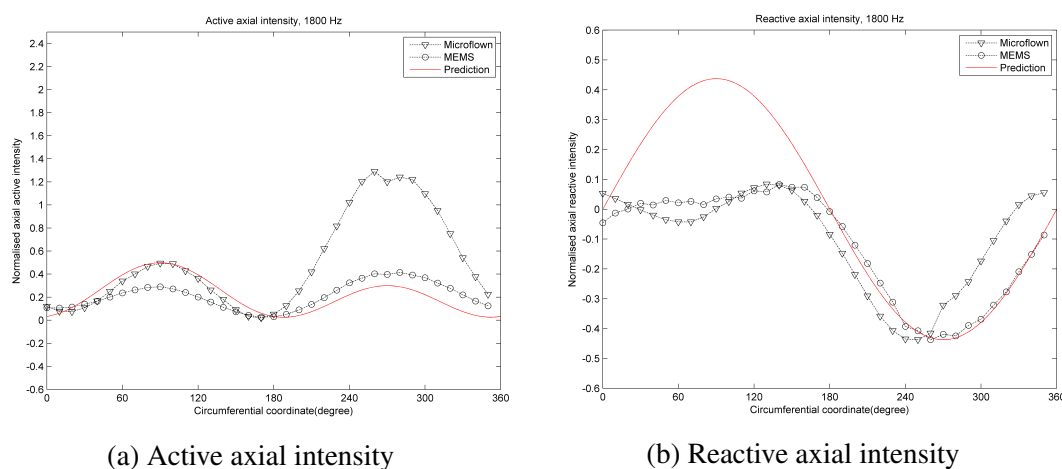 Active axial intensity, 1800 Hz
2.4
2.2
2
1.8
1.6
1.4
1.2
1
0.8
0.6
0.4
0.2
0
-0.2
-0.4
-0.6
Normalised axial active intensity
Microflown
MEMS
Prediction
0 60 120 180 240 300 360
Circumferential coordinate(degree)
(a) Active axial intensity
Reactive axial intensity, 1800 Hz
0.6
0.5
0.4
0.3
0.2
0.1
0
-0.1
-0.2
-0.3
-0.4
-0.5
-0.6
Normalised axial reactive intensity
Microflown
MEMS
Prediction
0 60 120 180 240 300 360
Circumferential coordinate(degree)
(b) Reactive axial intensity